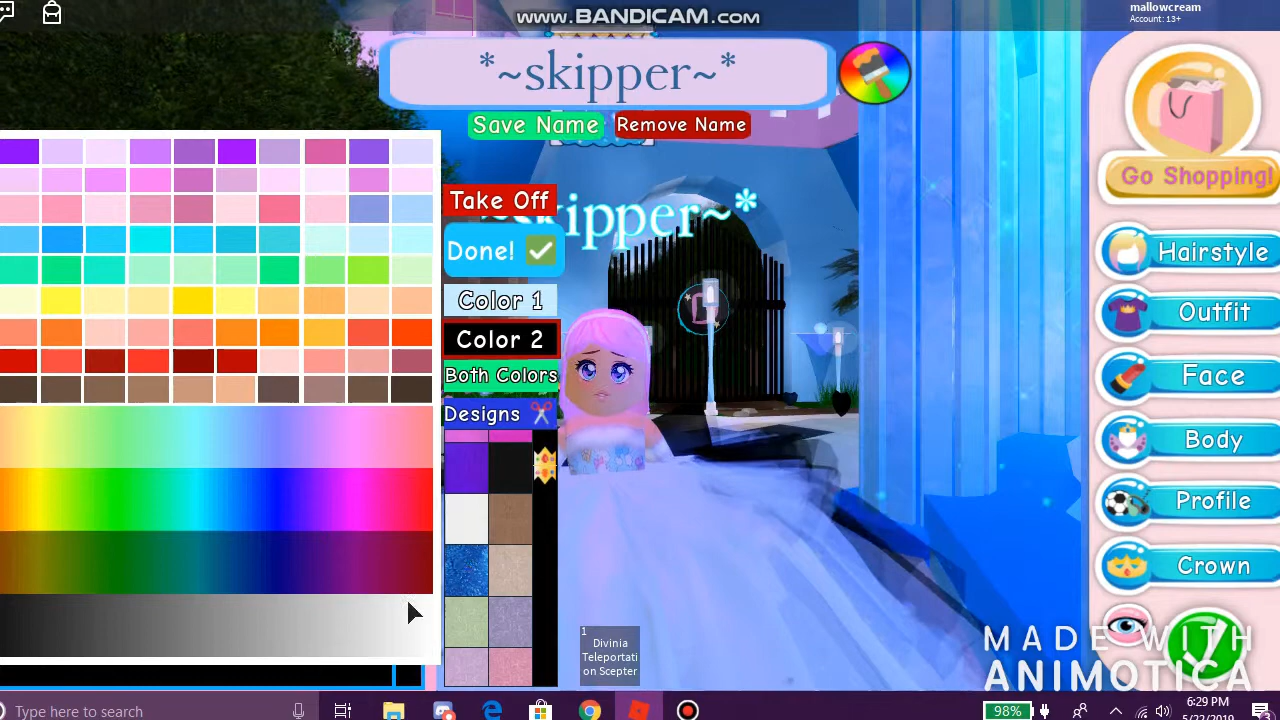 www.BANDICAM.com
mallowcream
Account: 13+
*~skipper~*
Save Name
Remove Name
Go Shopping!
Take Off
skipper~*
Done!
Color 1
Color 2
Both Colors
Designs
Hairstyle
Outfit
Face
Body
Profile
Crown
1
Divinia
Teleportati
on Scepter
MADE WITH
ANIMOTICA
Type here to search
98%
6:29 PM